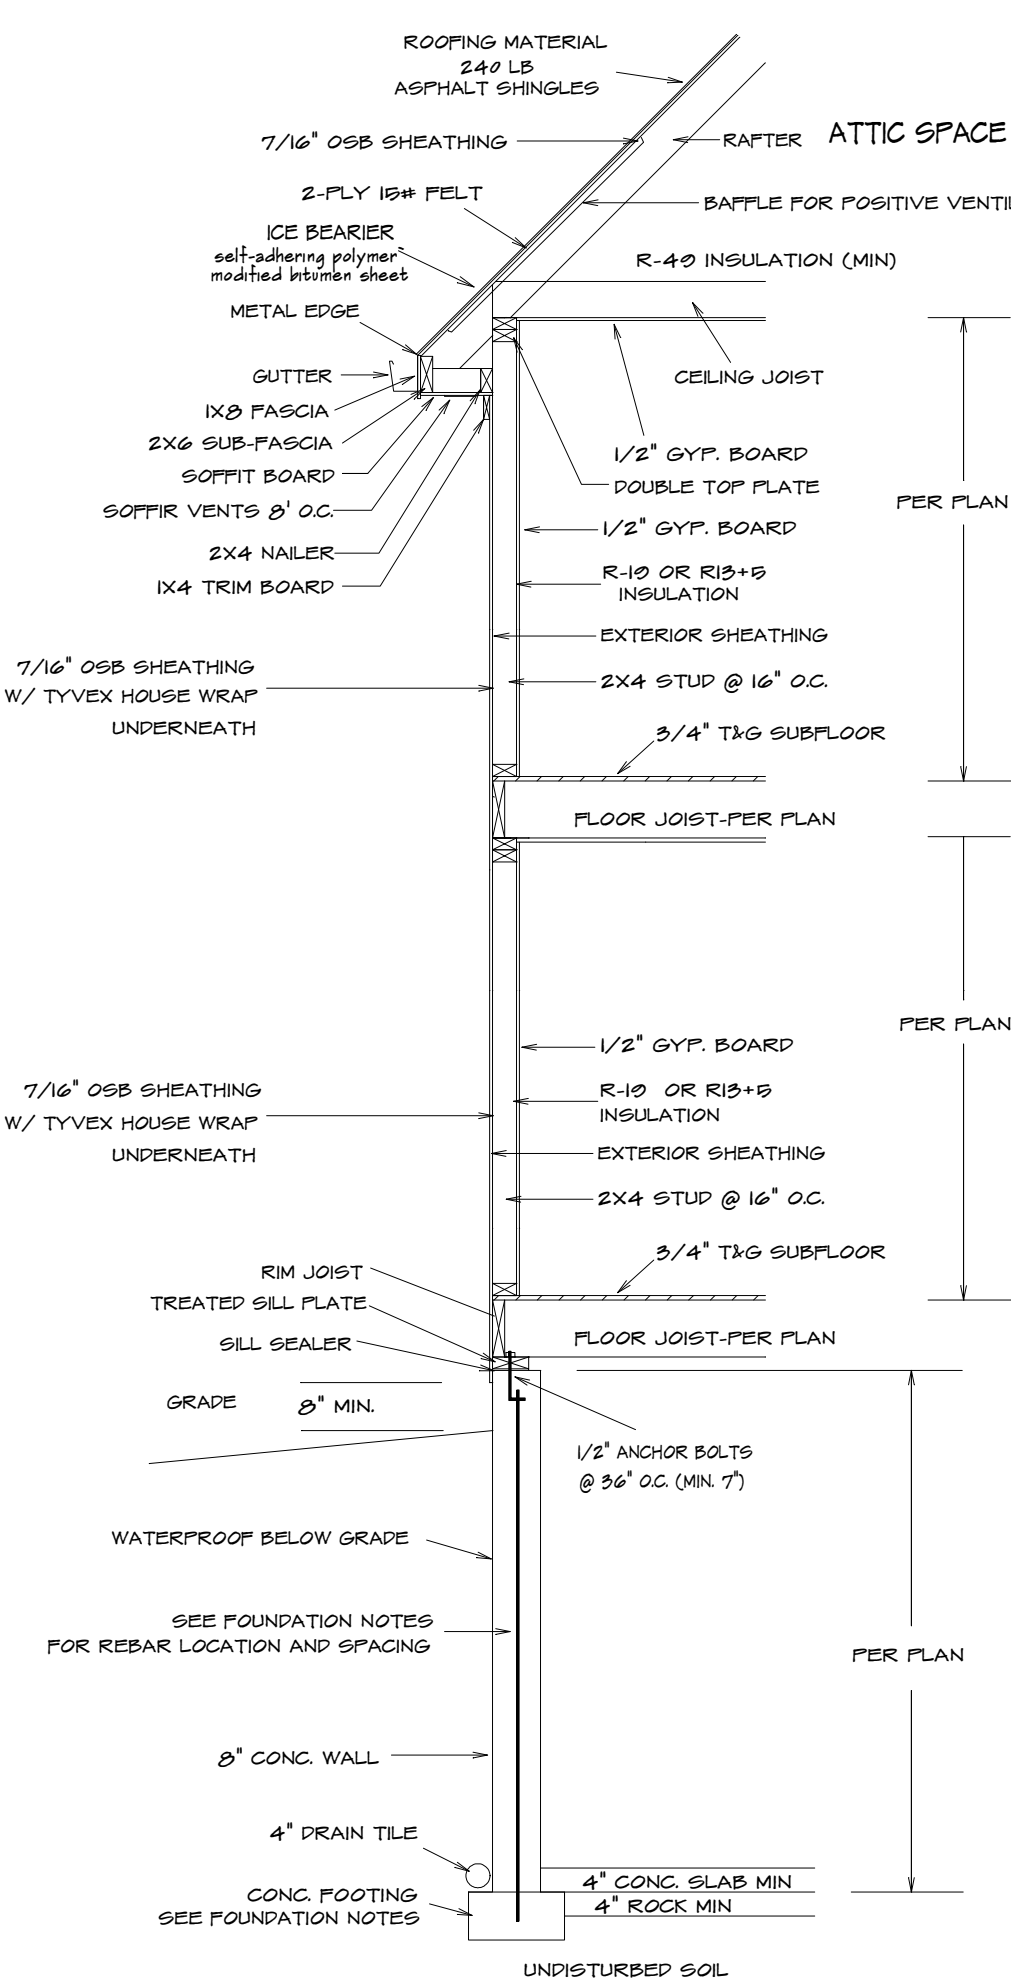 ROOFING MATERIAL
240 LB
ASPHALT SHINGLES
7/16" OSB SHEATHING
RAFTER
ATTIC SPACE
2-PLY 15# FELT
BAFFLE FOR POSITIVE VENTIL
ICE BEARIER
self-adhering polymer
modified bitumen sheet
R-49 INSULATION (MIN)
METAL EDGE
GUTTER
CEILING JOIST
1X8 FASCIA
2X6 SUB-FASCIA
SOFFIT BOARD
SOFFIR VENTS 8' O.C.
2X4 NAILER
1X4 TRIM BOARD
1/2" GYP. BOARD
DOUBLE TOP PLATE
PER PLAN
1/2" GYP. BOARD
R-19 OR R13+5
INSULATION
EXTERIOR SHEATHING
7/16" OSB SHEATHING
W/ TYVEX HOUSE WRAP
UNDERNEATH
2X4 STUD @ 16" O.C.
3/4" T&G SUBFLOOR
FLOOR JOIST-PER PLAN
PER PLAN
1/2" GYP. BOARD
7/16" OSB SHEATHING
W/ TYVEX HOUSE WRAP
UNDERNEATH
R-19 OR R13+5
INSULATION
EXTERIOR SHEATHING
2X4 STUD @ 16" O.C.
3/4" T&G SUBFLOOR
RIM JOIST
TREATED SILL PLATE
SILL SEALER
FLOOR JOIST-PER PLAN
GRADE
8" MIN.
1/2" ANCHOR BOLTS
@ 36" O.C. (MIN. 7")
WATERPROOF BELOW GRADE
SEE FOUNDATION NOTES
FOR REBAR LOCATION AND SPACING
PER PLAN
8" CONC. WALL
4" DRAIN TILE
4" CONC. SLAB MIN
CONC. FOOTING
SEE FOUNDATION NOTES
4" ROCK MIN
UNDISTURBED SOIL